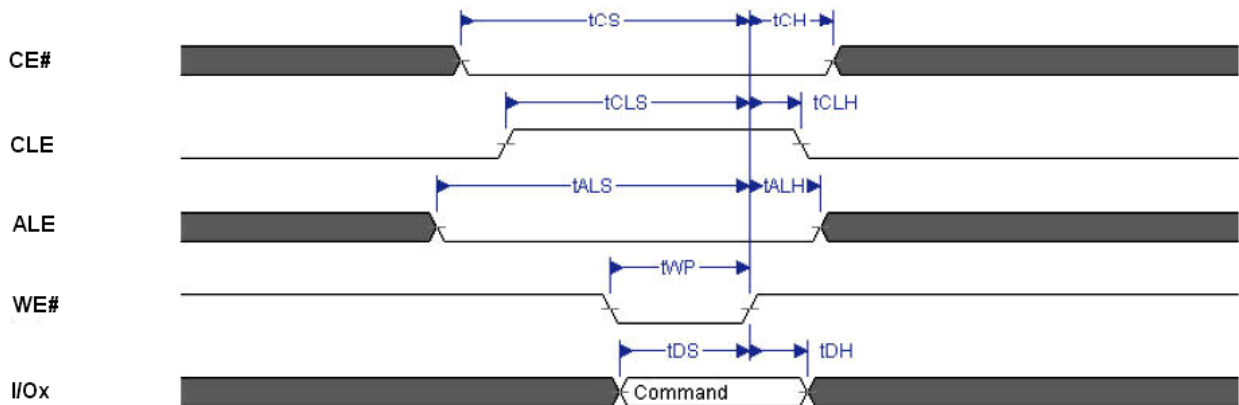 tCS tCH
CE#
tCLS tCLH
CLE
tALS tALH
ALE
tWP
WE#
tDS tDH
I/Ox Command